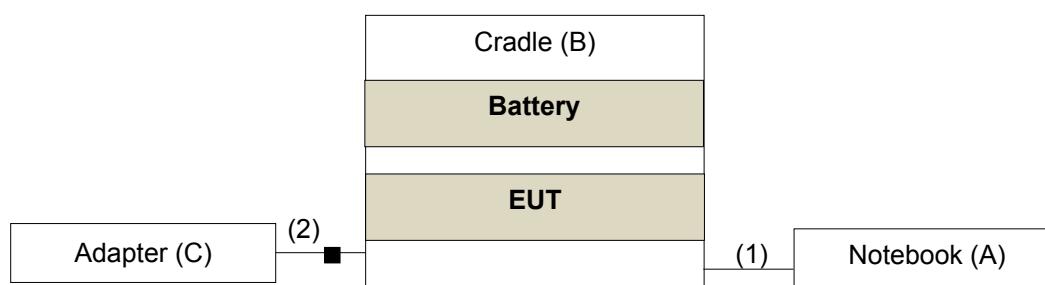 Cradle (B)
Battery
EUT
(2)
Adapter (C)
(1)
Notebook (A)